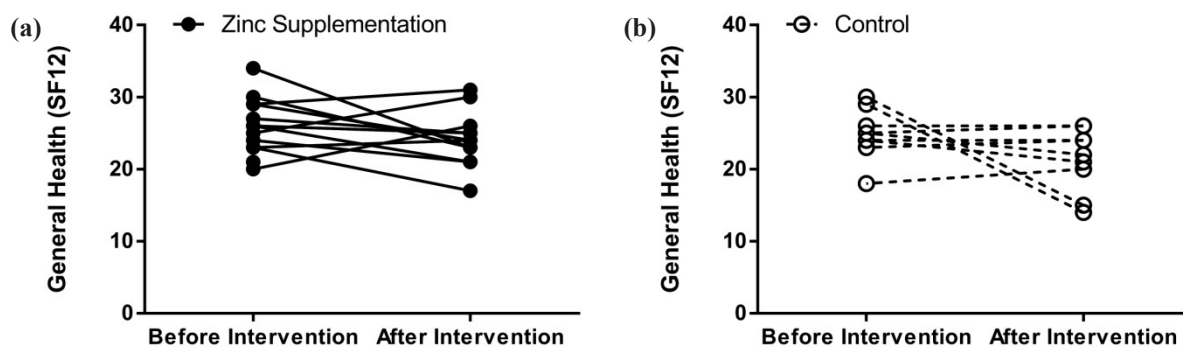 (a)
Zinc Supplementation
General Health (SF12)
40
30
20
10
0
Before Intervention After Intervention
(b)
Control
General Health (SF12)
40
30
20
10
0
Before Intervention After Intervention